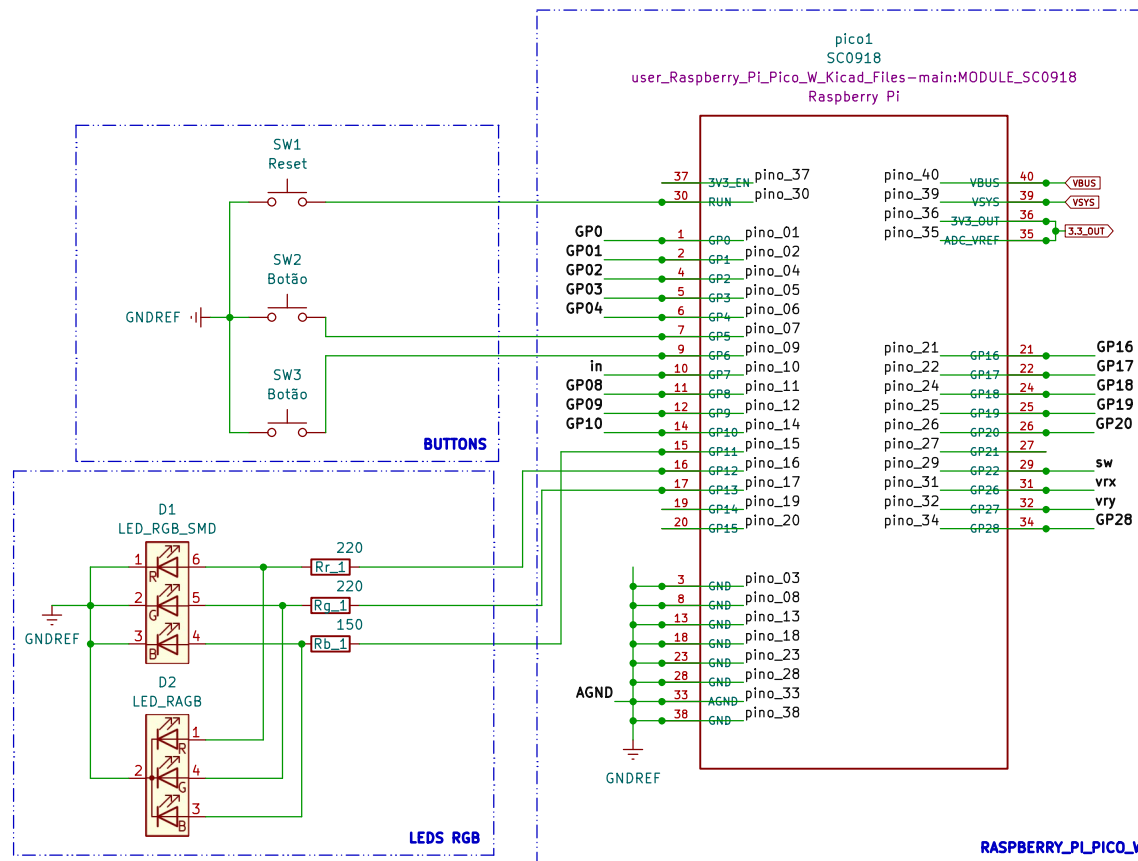 pico1
SC0918
user_Raspberry_Pi_Pico_W_Kicad_Files-main:MODULE_SC0918
Raspberry Pi
SW1
Reset
SW2
Botão
GNDREF
SW3
Botão
BUTTONS
37 3V3_EN pino_37
30 RUN pino_30
GP0 1 GP0 pino_01
GP01 2 GP1 pino_02
GP02 4 GP2 pino_04
GP03 5 GP3 pino_05
GP04 6 GP4 pino_06
7 GP5 pino_07
9 GP6 pino_09
in 10 GP7 pino_10
GP08 11 GP8 pino_11
GP09 12 GP9 pino_12
GP10 14 GP10 pino_14
15 GP11 pino_15
16 GP12 pino_16
17 GP13 pino_17
19 GP14 pino_19
20 GP15 pino_20
3 GND pino_03
8 GND pino_08
13 GND pino_13
18 GND pino_18
23 GND pino_23
28 GND pino_28
AGND 33 AGND pino_33
38 GND pino_38
GNDREF
pino_40 VBUS 40 VBUS
pino_39 VSYS 39 VSYS
pino_36 3V3_OUT 36
3.3_OUT
pino_35 ADC_VREF 35
pino_21 GP16 21 GP16
pino_22 GP17 22 GP17
pino_24 GP18 24 GP18
pino_25 GP19 25 GP19
pino_26 GP20 26 GP20
pino_27 GP21 27
pino_29 GP22 29 sw
pino_31 GP26 31 vrx
pino_32 GP27 32 vry
pino_34 GP28 34 GP28
D1
LED_RGB_SMD
1 R 6
2 G 5
3 B 4
GNDREF
220
Rr_1
220
Rg_1
150
Rb_1
D2
LED_RAGB
R 1
2 G 4
B 3
LEDS RGB
RASPBERRY_PI_PICO_W